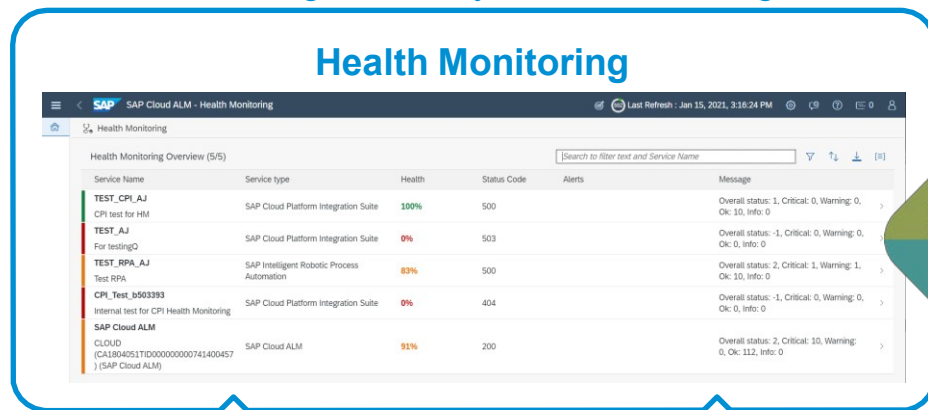 Health Monitoring
SAP SAP Cloud ALM - Health Monitoring Last Refresh : Jan 15, 2021, 3:16:24 PM 0
Health Monitoring
Health Monitoring Overview (5/5) Search to filter text and Service Name
Service Name Service type Health Status Code Alerts Message
TEST_CPI_AJ
CPI test for HM
SAP Cloud Platform Integration Suite 100% 500
Overall status: 1, Critical: 0, Warning: 0,
Ok: 10, Info: 0
TEST_AJ
For testingQ
SAP Cloud Platform Integration Suite 0% 503
Overall status: -1, Critical: 0, Warning: 0,
Ok: 0, Info: 0
TEST_RPA_AJ
Test RPA
SAP Intelligent Robotic Process
Automation
83% 500
Overall status: 2, Critical: 1, Warning: 1,
Ok: 10, Info: 0
CPI_Test_b503393
Internal test for CPI Health Monitoring
SAP Cloud Platform Integration Suite 0% 404
Overall status: -1, Critical: 0, Warning: 0,
Ok: 0, Info: 0
SAP Cloud ALM
CLOUD
(CA1804051TID000000000741400457
) (SAP Cloud ALM)
SAP Cloud ALM 91% 200
Overall status: 2, Critical: 10, Warning:
0, Ok: 112, Info: 0